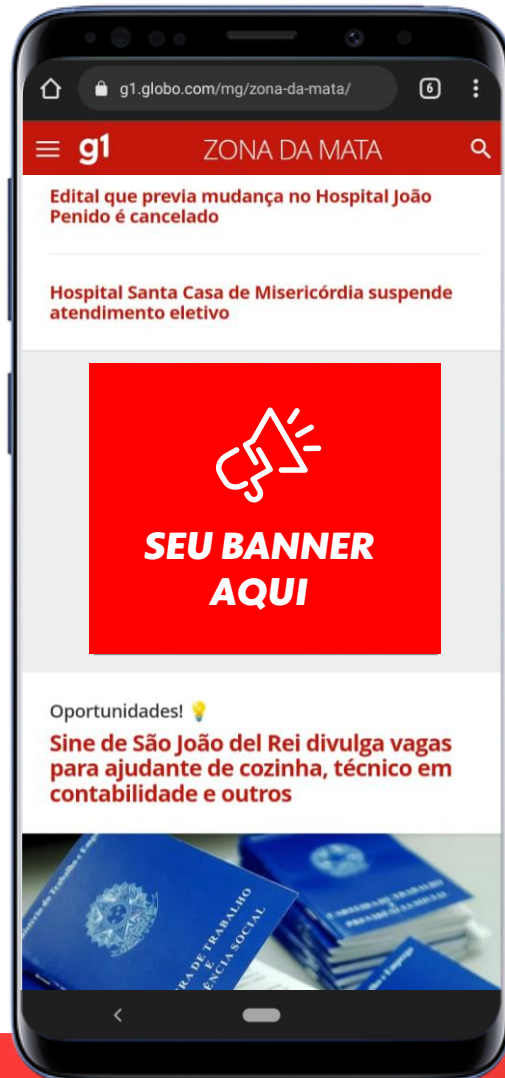 g1.globo.com/mg/zona-da-mata/
6
g1
ZONA DA MATA
Edital que previa mudança no Hospital João
Penido é cancelado
Hospital Santa Casa de Misericórdia suspende
atendimento eletivo
SEU BANNER
AQUI
Oportunidades! 💡
Sine de São João del Rei divulga vagas
para ajudante de cozinha, técnico em
contabilidade e outros